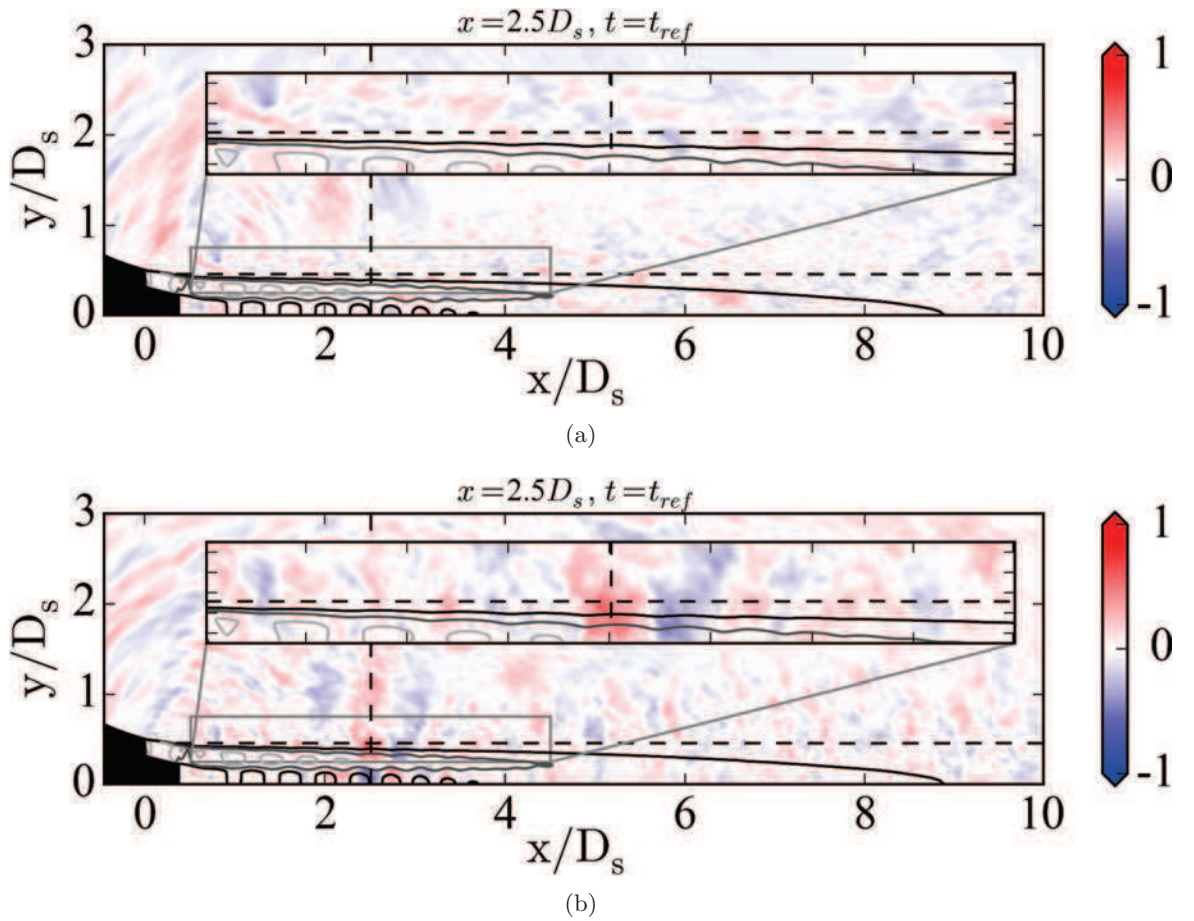 x=2.5D_s, t=t_ref
3
2
1
0
y/D_s
0 2 4 6 8 10
x/D_s
1
0
-1
(a)
x=2.5D_s, t=t_ref
3
2
1
0
y/D_s
0 2 4 6 8 10
x/D_s
1
0
-1
(b)